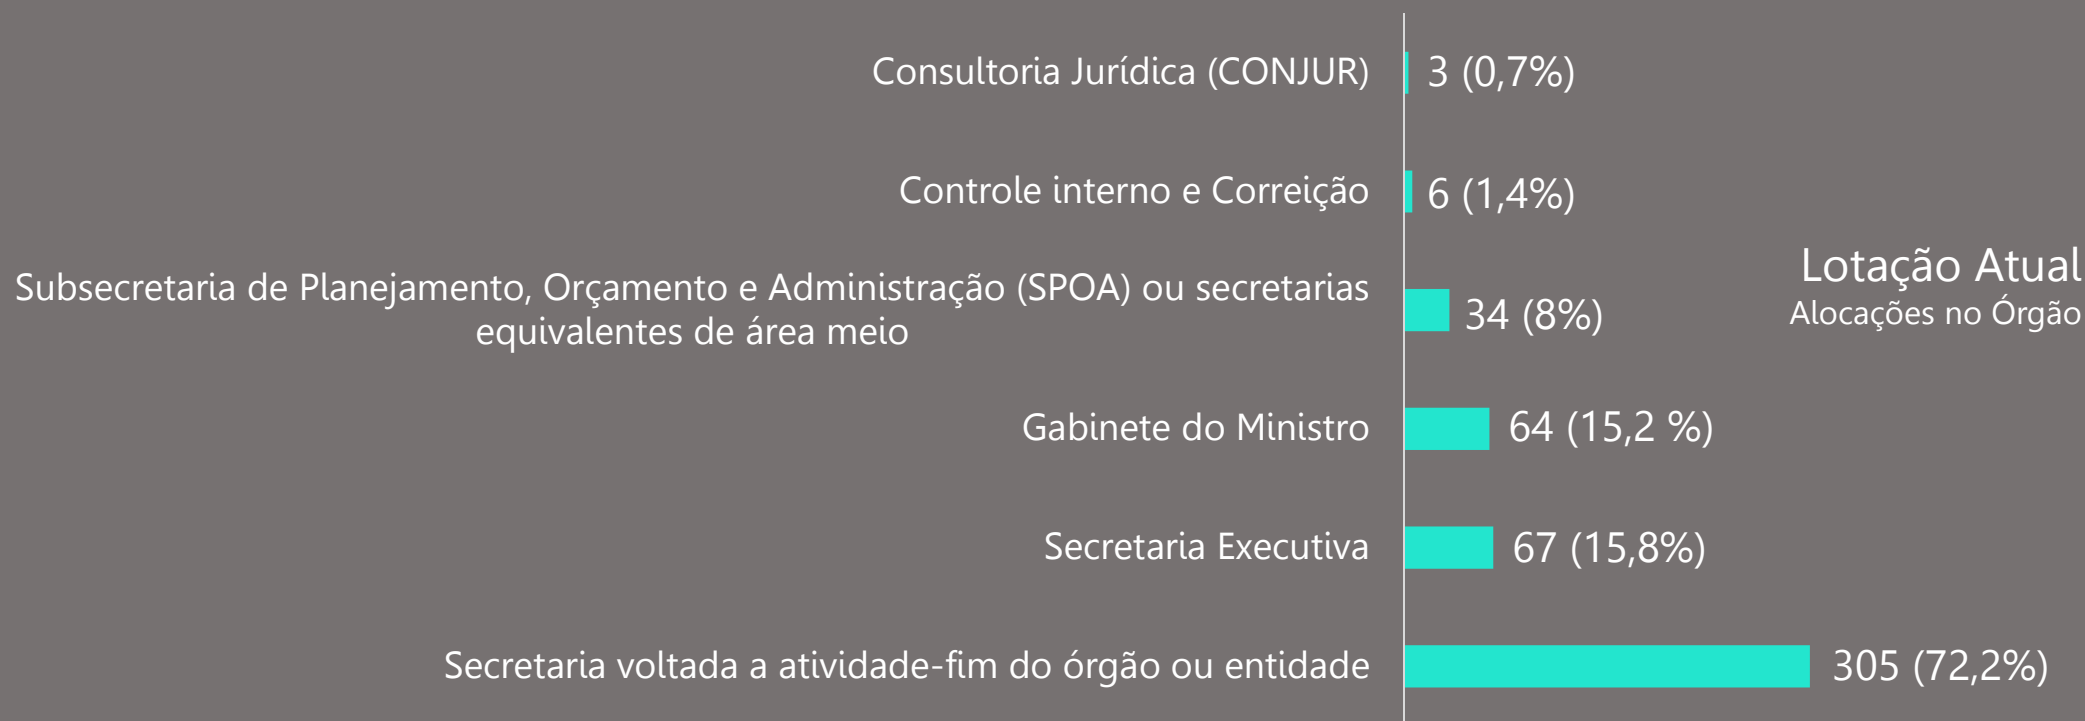 Consultoria Jurídica (CONJUR) 3 (0,7%)
Controle interno e Correição 6 (1,4%)
Lotação Atual
Alocações no Órgão
Subsecretaria de Planejamento, Orçamento e Administração (SPOA) ou secretarias
equivalentes de área meio
34 (8%)
Gabinete do Ministro 64 (15,2 %)
Secretaria Executiva 67 (15,8%)
Secretaria voltada a atividade-fim do órgão ou entidade 305 (72,2%)